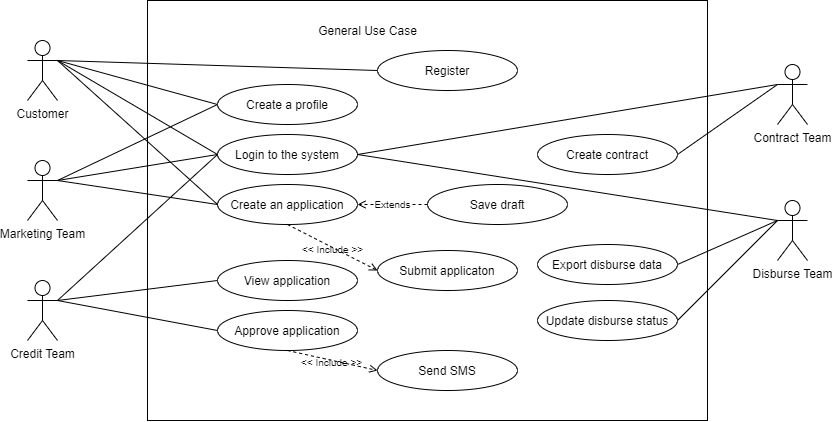 General Use Case
Register
Customer
Create a profile
Contract Team
Login to the system
Create contract
Marketing Team
Create an application
Extends
Save draft
<< Include >>
Submit applicaton
Export disburse data
Disburse Team
View application
Update disburse status
Credit Team
Approve application
<< Include >>
Send SMS